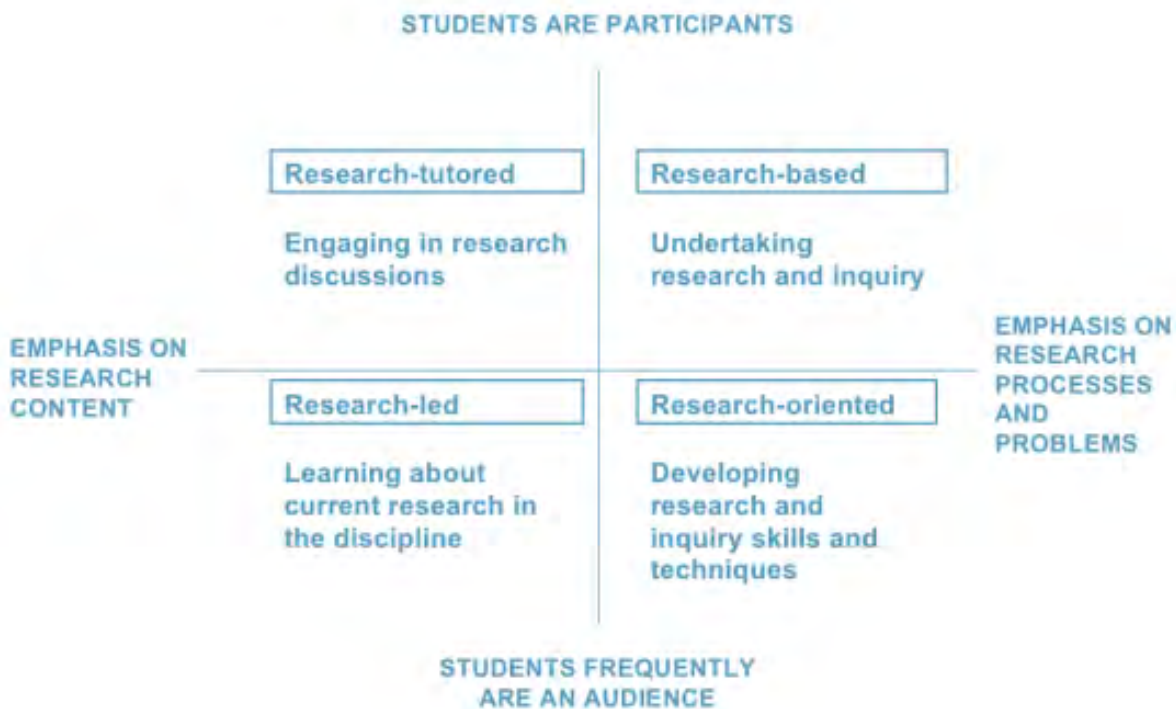 STUDENTS ARE PARTICIPANTS
Research-tutored
Engaging in research
discussions
Research-based
Undertaking
research and inquiry
EMPHASIS ON
RESEARCH
CONTENT
EMPHASIS ON
RESEARCH
PROCESSES
AND
PROBLEMS
Research-led
Learning about
current research in
the discipline
Research-oriented
Developing
research and
inquiry skills and
techniques
STUDENTS FREQUENTLY
ARE AN AUDIENCE